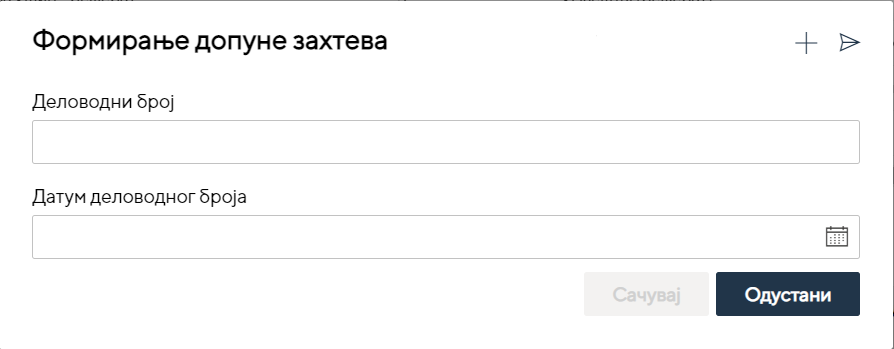 Формирање допуне захтева
Деловодни број
Датум деловодног броја
Сачувај Одустани